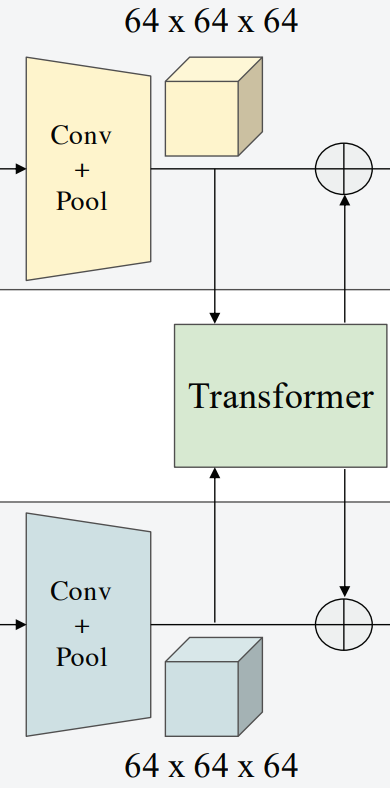 64 x 64 x 64
Conv
+
Pool
Transformer
Conv
+
Pool
64 x 64 x 64